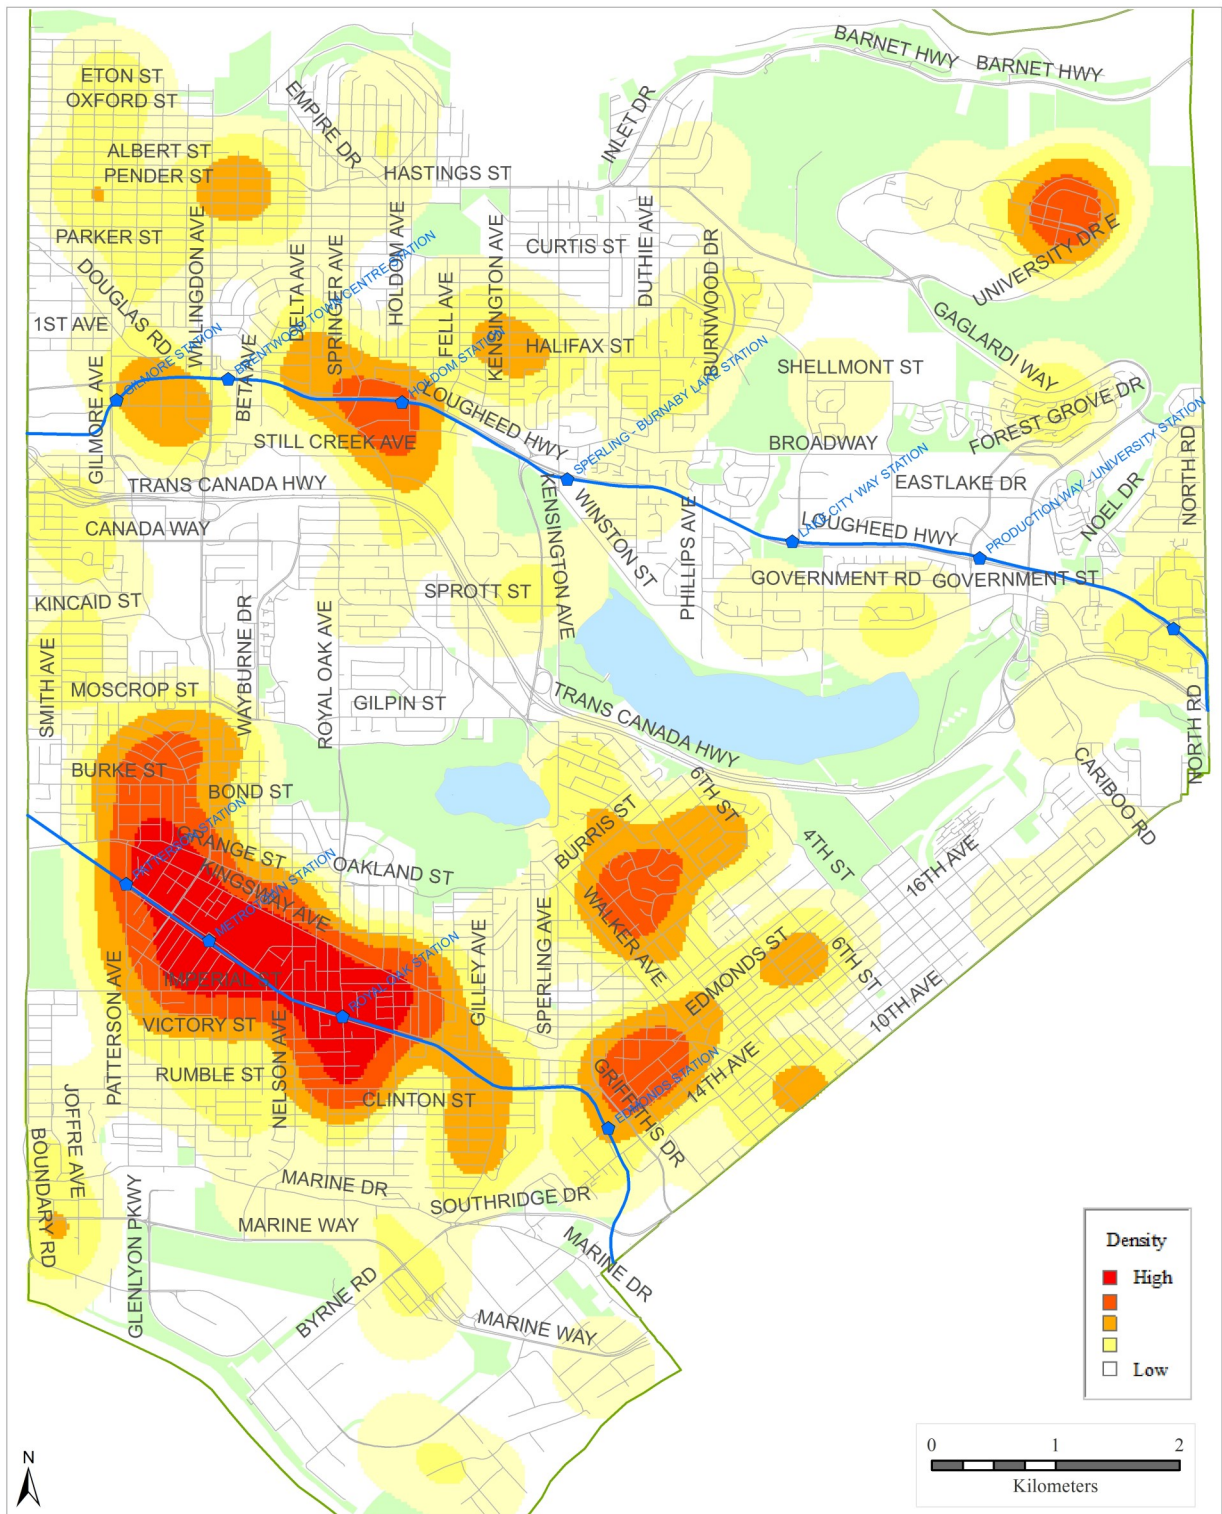 BARNET HWY
BARNET HWY
ETON ST
OXFORD ST
EMPIRE DR
INLET DR
ALBERT ST
PENDER ST
HASTINGS ST
PARKER ST
WILLINGDON AVE
DELTA AVE
SPRINGER AVE
HOLDOM AVE
KENSINGTON AVE
CURTIS ST
DUTHIE AVE
BURNWOOD DR
UNIVERSITY DR E
DOUGLAS RD
BRENTWOOD TOWN CENTRE STATION
FELL AVE
GAGLARDI WAY
1ST AVE
GILMORE STATION
HOLDOM STATION
HALIFAX ST
SHELLMONT ST
GILMORE AVE
BETA AVE
LOUGHEED HWY
SPERLING - BURNABY LAKE STATION
FOREST GROVE DR
STILL CREEK AVE
BROADWAY
NORTH RD
TRANS CANADA HWY
EASTLAKE DR
PRODUCTION WAY - UNIVERSITY STATION
NOEL DR
CANADA WAY
KENSINGTON AVE
WINSTON ST
PHILLIPS AVE
LAKE CITY WAY STATION
LOUGHEED HWY
KINCAID ST
SPROTT ST
GOVERNMENT RD
GOVERNMENT ST
SMITH AVE
WAYBURNE DR
ROYAL OAK AVE
MOSCROP ST
GILPIN ST
TRANS CANADA HWY
NORTH RD
BURKE ST
BOND ST
6TH ST
CARIBOO RD
PATTERSON STATION
GRANGE ST
OAKLAND ST
BURRIS ST
4TH ST
16TH AVE
KINGSWAY AVE
METROTOWN STATION
WALKER AVE
PATTERSON AVE
IMPERIAL ST
ROYAL OAK STATION
GILLEY AVE
SPERLING AVE
EDMONDS ST
6TH ST
10TH AVE
VICTORY ST
NELSON AVE
RUMBLE ST
CLINTON ST
GRIFFITHS DR
EDMONDS STATION
14TH AVE
JOFFRE AVE
BOUNDARY RD
GLENLYON PKWY
MARINE DR
SOUTHRIDGE DR
MARINE WAY
MARINE DR
BYRNE RD
MARINE WAY
Density
High
Low
0 1 2
Kilometers
N